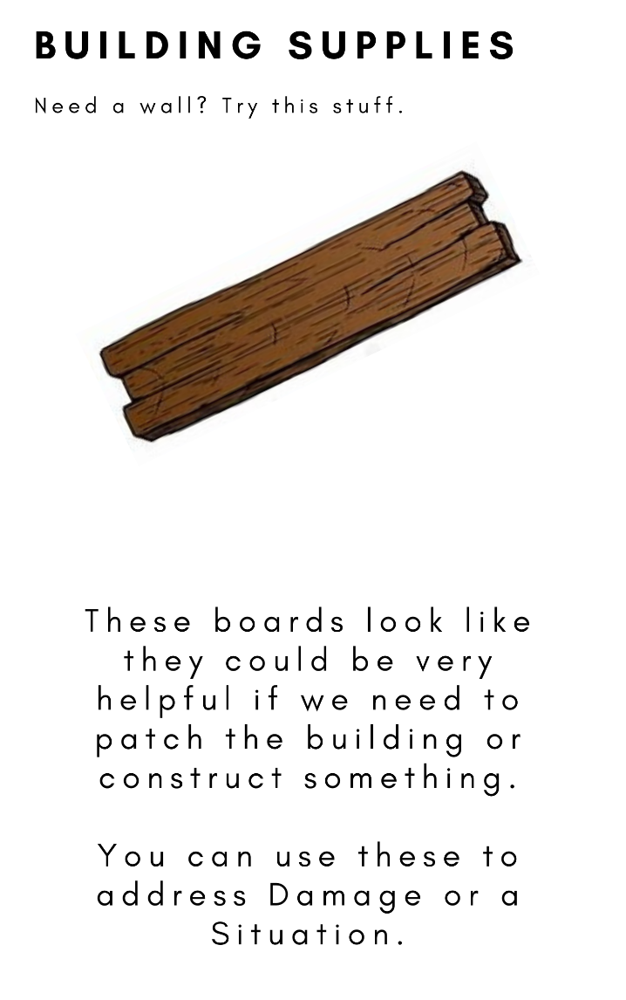 BUILDING SUPPLIES
Need a wall? Try this stuff.
These boards look like
they could be very
helpful if we need to
patch the building or
construct something.
You can use these to
address Damage or a
Situation.